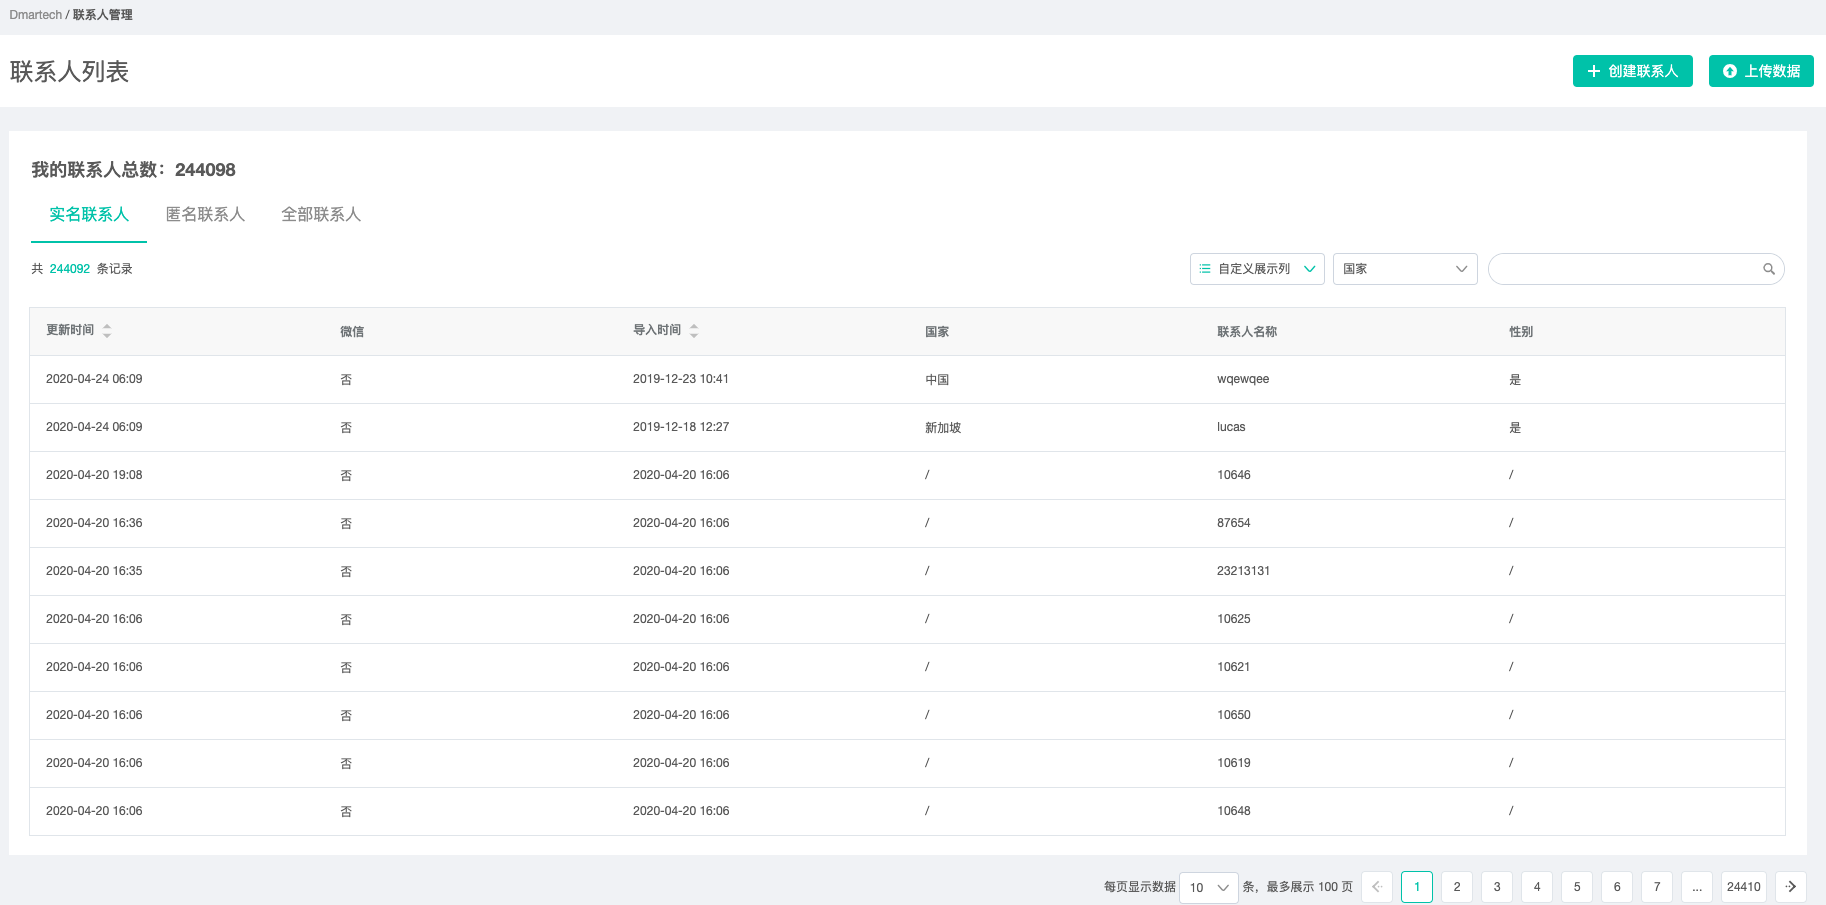 Dmartech / 联系人管理
联系人列表
创建联系人
上传数据
我的联系人总数：244098
实名联系人 匿名联系人 全部联系人
共 244092 条记录
自定义展示列 国家
更新时间 微信 导入时间 国家 联系人名称 性别
2020-04-24 06:09 否 2019-12-23 10:41 中国 wqewqee 是
2020-04-24 06:09 否 2019-12-18 12:27 新加坡 lucas 是
2020-04-20 19:08 否 2020-04-20 16:06 / 10646 /
2020-04-20 16:36 否 2020-04-20 16:06 / 87654 /
2020-04-20 16:35 否 2020-04-20 16:06 / 23213131 /
2020-04-20 16:06 否 2020-04-20 16:06 / 10625 /
2020-04-20 16:06 否 2020-04-20 16:06 / 10621 /
2020-04-20 16:06 否 2020-04-20 16:06 / 10650 /
2020-04-20 16:06 否 2020-04-20 16:06 / 10619 /
2020-04-20 16:06 否 2020-04-20 16:06 / 10648 /
每页显示数据 10 条，最多展示 100 页 1 2 3 4 5 6 7 ... 24410